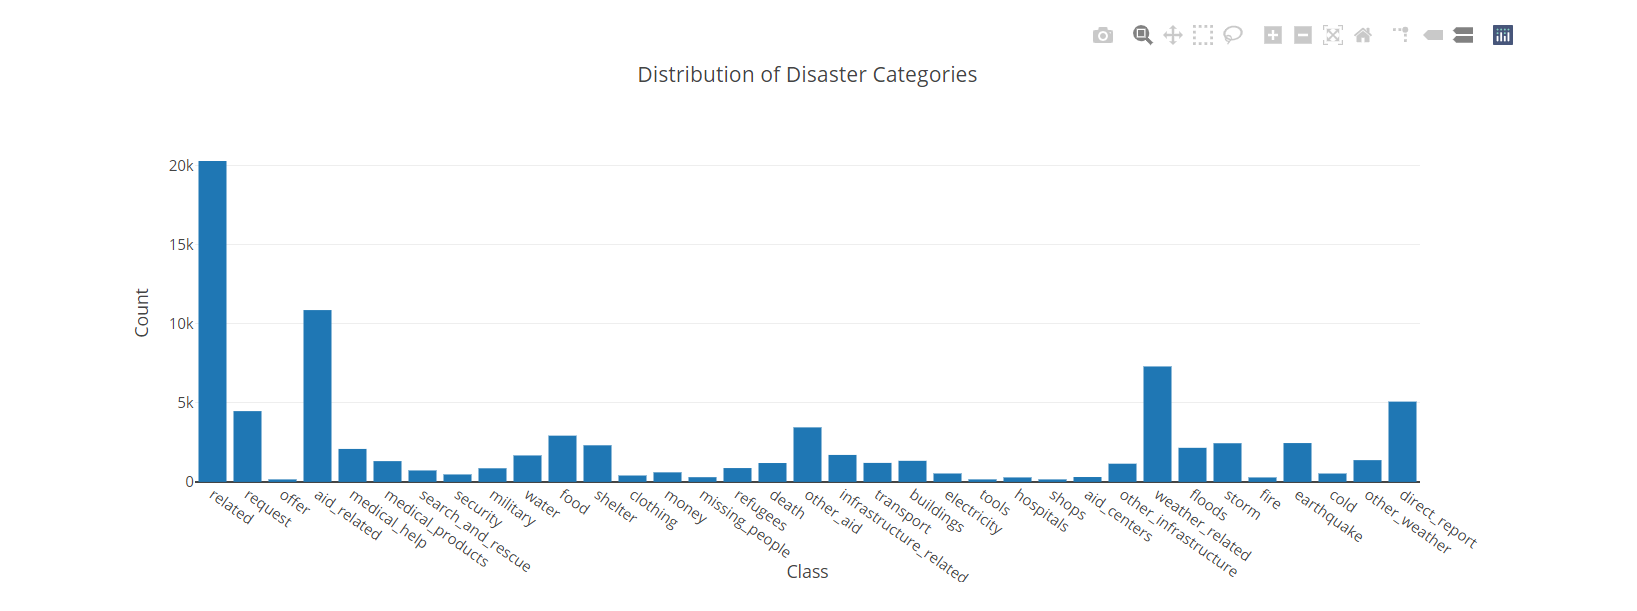 Distribution of Disaster Categories
20k
15k
10k
5k
0
Count
related
request
offer
aid_related
medical_help
medical_products
search_and_rescue
security
military
water
food
shelter
clothing
money
missing_people
refugees
death
other_aid
infrastructure_related
transport
buildings
electricity
tools
hospitals
shops
aid_centers
other_infrastructure
weather_related
floods
storm
fire
earthquake
cold
other_weather
direct_report
Class